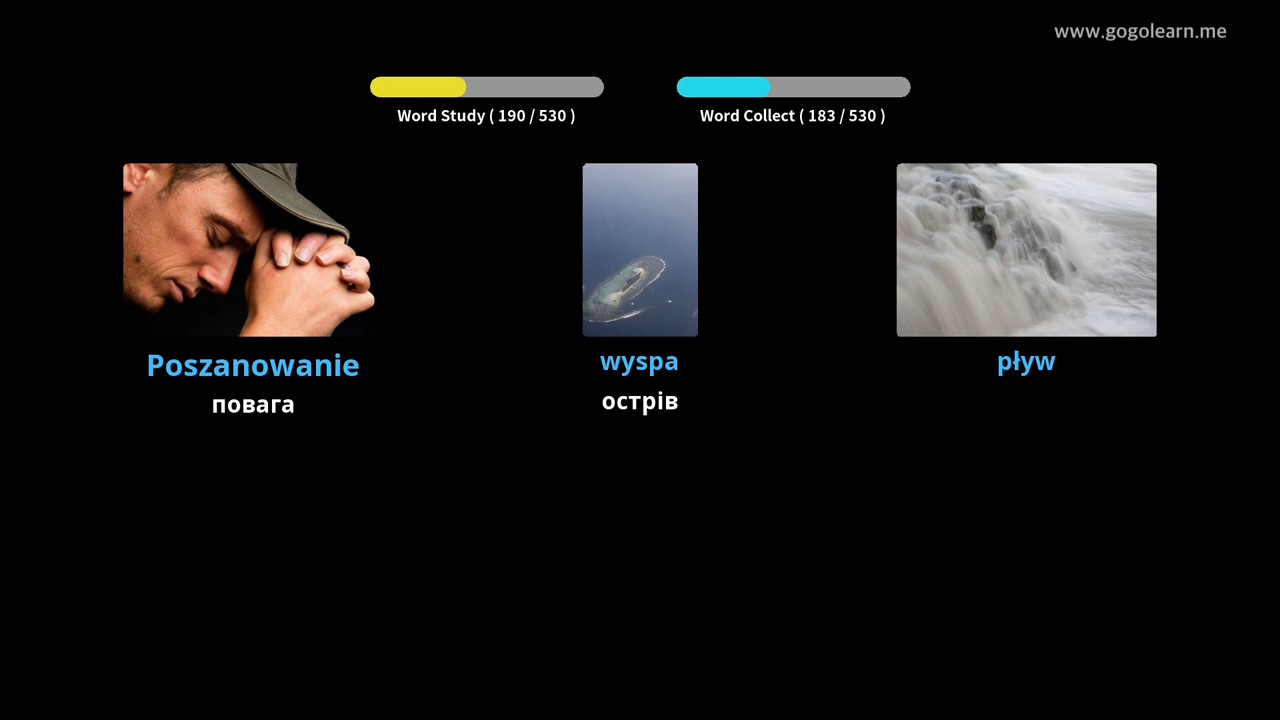 www.gogolearn.me
Word Study ( 190 / 530 )
Word Collect ( 183 / 530 )
Poszanowanie
повага
wyspa
острів
pływ